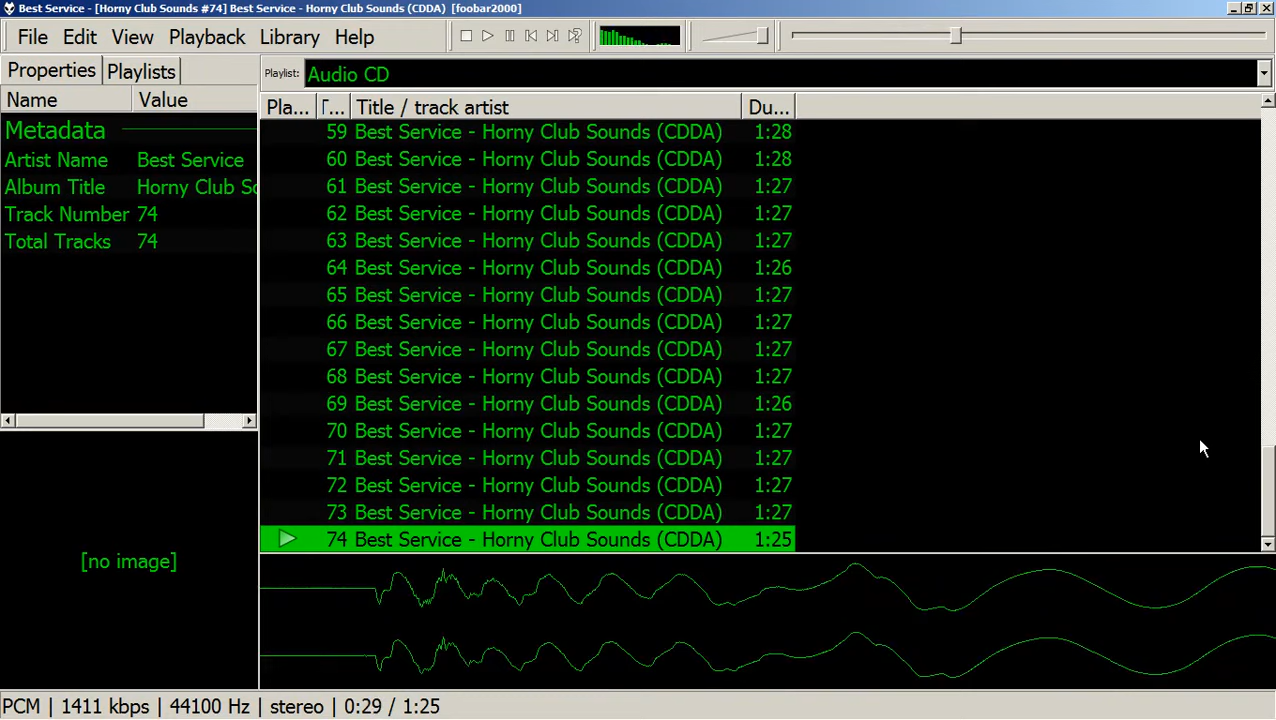 Best Service - [Horny Club Sounds #74] Best Service - Horny Club Sounds (CDDA) [foobar2000]
File Edit View Playback Library Help
Properties Playlists
Playlist: Audio CD
Name Value
Metadata
Artist Name Best Service
Album Title Horny Club So
Track Number 74
Total Tracks 74
[no image]
Pla... ... Title / track artist Du...
59 Best Service - Horny Club Sounds (CDDA) 1:28
60 Best Service - Horny Club Sounds (CDDA) 1:28
61 Best Service - Horny Club Sounds (CDDA) 1:27
62 Best Service - Horny Club Sounds (CDDA) 1:27
63 Best Service - Horny Club Sounds (CDDA) 1:27
64 Best Service - Horny Club Sounds (CDDA) 1:26
65 Best Service - Horny Club Sounds (CDDA) 1:27
66 Best Service - Horny Club Sounds (CDDA) 1:27
67 Best Service - Horny Club Sounds (CDDA) 1:27
68 Best Service - Horny Club Sounds (CDDA) 1:27
69 Best Service - Horny Club Sounds (CDDA) 1:26
70 Best Service - Horny Club Sounds (CDDA) 1:27
71 Best Service - Horny Club Sounds (CDDA) 1:27
72 Best Service - Horny Club Sounds (CDDA) 1:27
73 Best Service - Horny Club Sounds (CDDA) 1:27
74 Best Service - Horny Club Sounds (CDDA) 1:25
PCM | 1411 kbps | 44100 Hz | stereo | 0:29 / 1:25